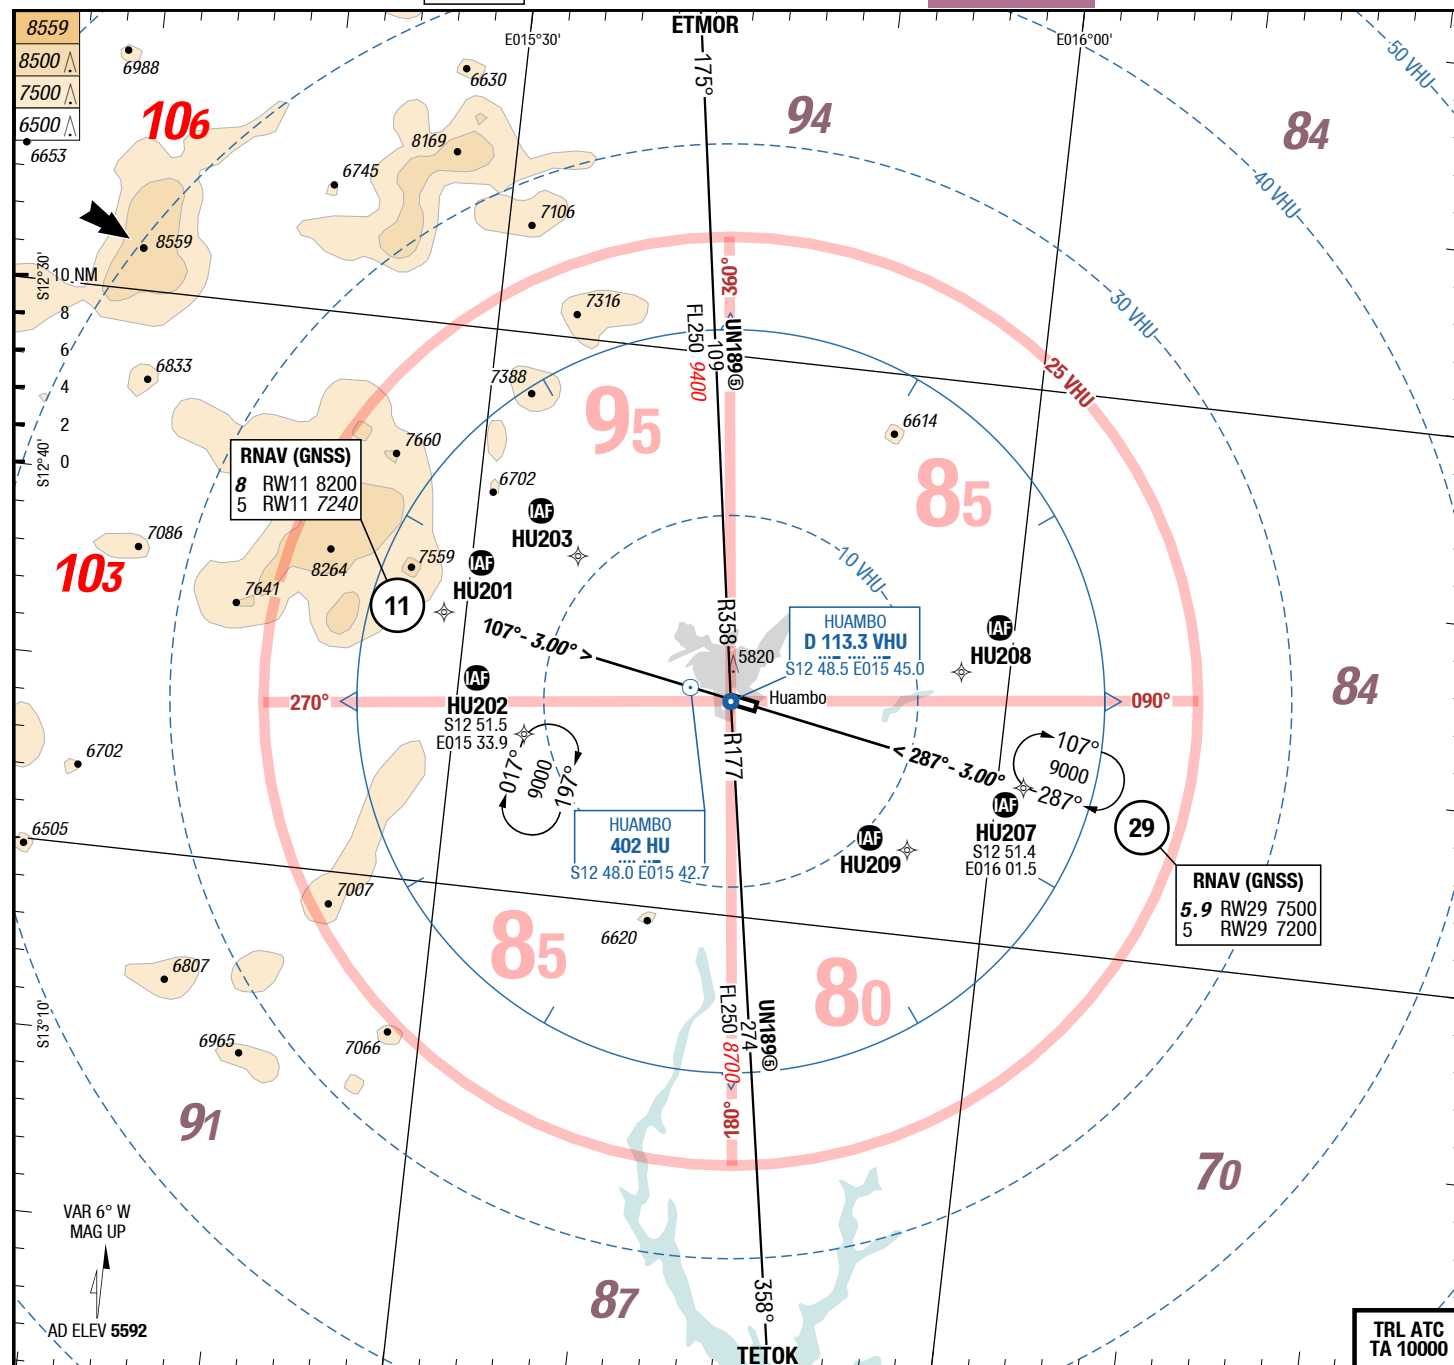 8559
8500
7500
6500
6653
6988
106
6630
8169
6745
7106
8559
ETMOR
175°
E015°30'
E016°00'
94
84
50 VHU
40 VHU
30 VHU
25 VHU
10 VHU
S12°30'
10 NM
8
6
4
2
0
S12°40'
6833
7316
7388
360°
UN189⑤
109
FL250 9400
95
6614
85
7660
6702
RNAV (GNSS)
8 RW11 8200
5 RW11 7240
7086
103
8264
7559
7641
11
IAF
HU203
IAF
HU201
107° - 3.00° >
IAF
HU202
S12 51.5
E015 33.9
270°
R358
5820
HUAMBO
D 113.3 VHU
S12 48.5 E015 45.0
Huambo
IAF
HU208
84
090°
R177
< 287° - 3.00°
107°
9000
287°
IAF
HU207
S12 51.4
E016 01.5
29
RNAV (GNSS)
5.9 RW29 7500
5 RW29 7200
017°
9000
197°
HUAMBO
402 HU
S12 48.0 E015 42.7
IAF
HU209
6702
6505
7007
6620
85
80
6807
6965
7066
S13°10'
UN189⑤
274
FL250 8700
180°
91
70
87
VAR 6° W
MAG UP
AD ELEV 5592
358°
TETOK
TRL ATC
TA 10000